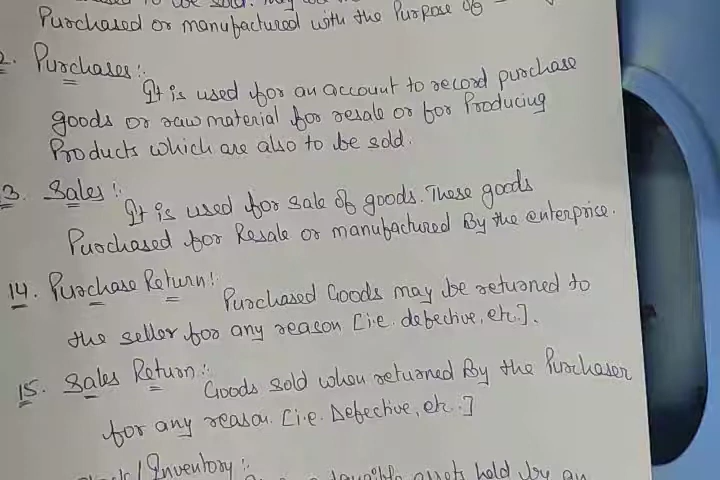 Purchased or manufactured with the Purpose of
2. Purchases :-
It is used for an account to record purchase
goods or raw material for resale or for Producing
Products which are also to be sold.
3. Sales :-
It is used for sale of goods. These goods
Purchased for Resale or manufactured By the enterprise.
14. Purchase Return :-
Purchased Goods may be returned to
the seller for any reason [i.e. defective, etc.].
15. Sales Return :-
Goods sold when returned By the Purchaser
for any reason. [i.e. Defective, etc.]
/ Inventory :-
assets held by an